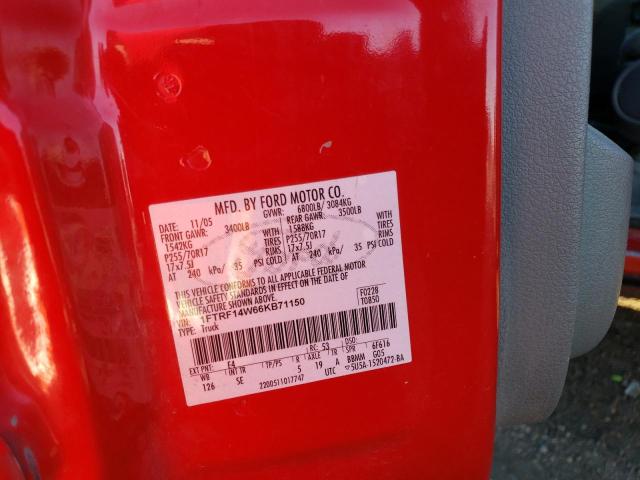 MFD. BY FORD MOTOR CO.
DATE: 11/05 GVWR: 6800LB/ 3084KG
FRONT GAWR: 3400LB REAR GAWR: 3500LB
1542KG WITH 1588KG WITH
P255/70R17 TIRES P255/70R17 TIRES
17x7.5J RIMS 17x7.5J RIMS
AT 240 kPa/ 35 PSI COLD AT 240 kPa/ 35 PSI COLD
THIS VEHICLE CONFORMS TO ALL APPLICABLE FEDERAL MOTOR
VEHICLE SAFETY STANDARDS IN EFFECT ON THE DATE OF
MANUFACTURE SHOWN ABOVE.
VIN: 1FTRF14W66KB71150 F0228
TYPE: Truck T0850
EXT PNT: E4 RC: 53 DSO:
WB INT TR TP/PS R AXLE TR SPR 6F616
126 SE 5 19 A BBMM G05
2200511017747 UTC 5U5A-1520472-BA